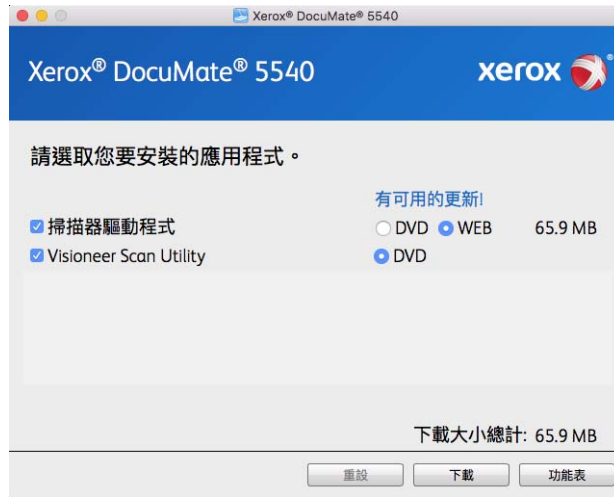 Xerox® DocuMate® 5540
Xerox® DocuMate® 5540
xerox®
請選取您要安裝的應用程式。
有可用的更新!
掃描器驅動程式 DVD WEB 65.9 MB
Visioneer Scan Utility DVD
下載大小總計: 65.9 MB
重設 下載 功能表